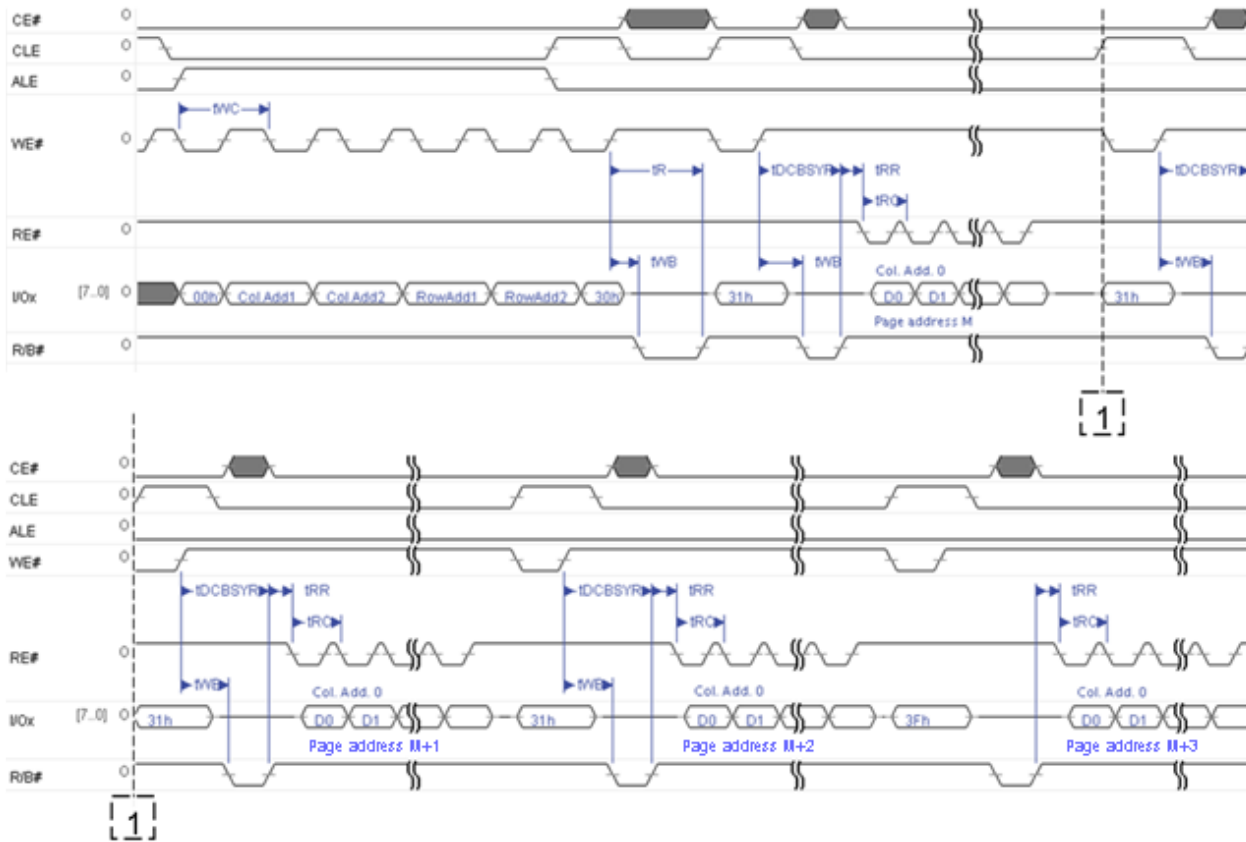 CE# 0
CLE 0
ALE 0
tWC
WE# 0
tR tDCBSYR tRR tDCBSYR
tRC
RE# 0
tWB tWB tWB
Col. Add. 0
I/Ox [7..0] 0 00h Col.Add1 Col.Add2 RowAdd1 RowAdd2 30h 31h D0 D1 31h
Page address M
R/B# 0
1
CE# 0
CLE 0
ALE 0
WE# 0
tDCBSYR tRR tDCBSYR tRR tRR
tRC tRC tRC
RE# 0
tWB tWB
Col. Add. 0 Col. Add. 0 Col. Add. 0
I/Ox [7..0] 0 31h D0 D1 31h D0 D1 3Fh D0 D1
Page address M+1 Page address M+2 Page address M+3
R/B# 0
1